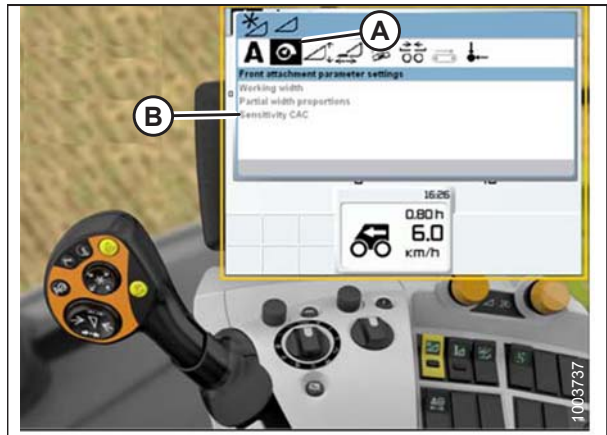 A
A
Front attachment parameter settings
Working width
Partial width proportions
Sensitivity CAC
B
16:26
0.80 h
6.0
km/h
1003737